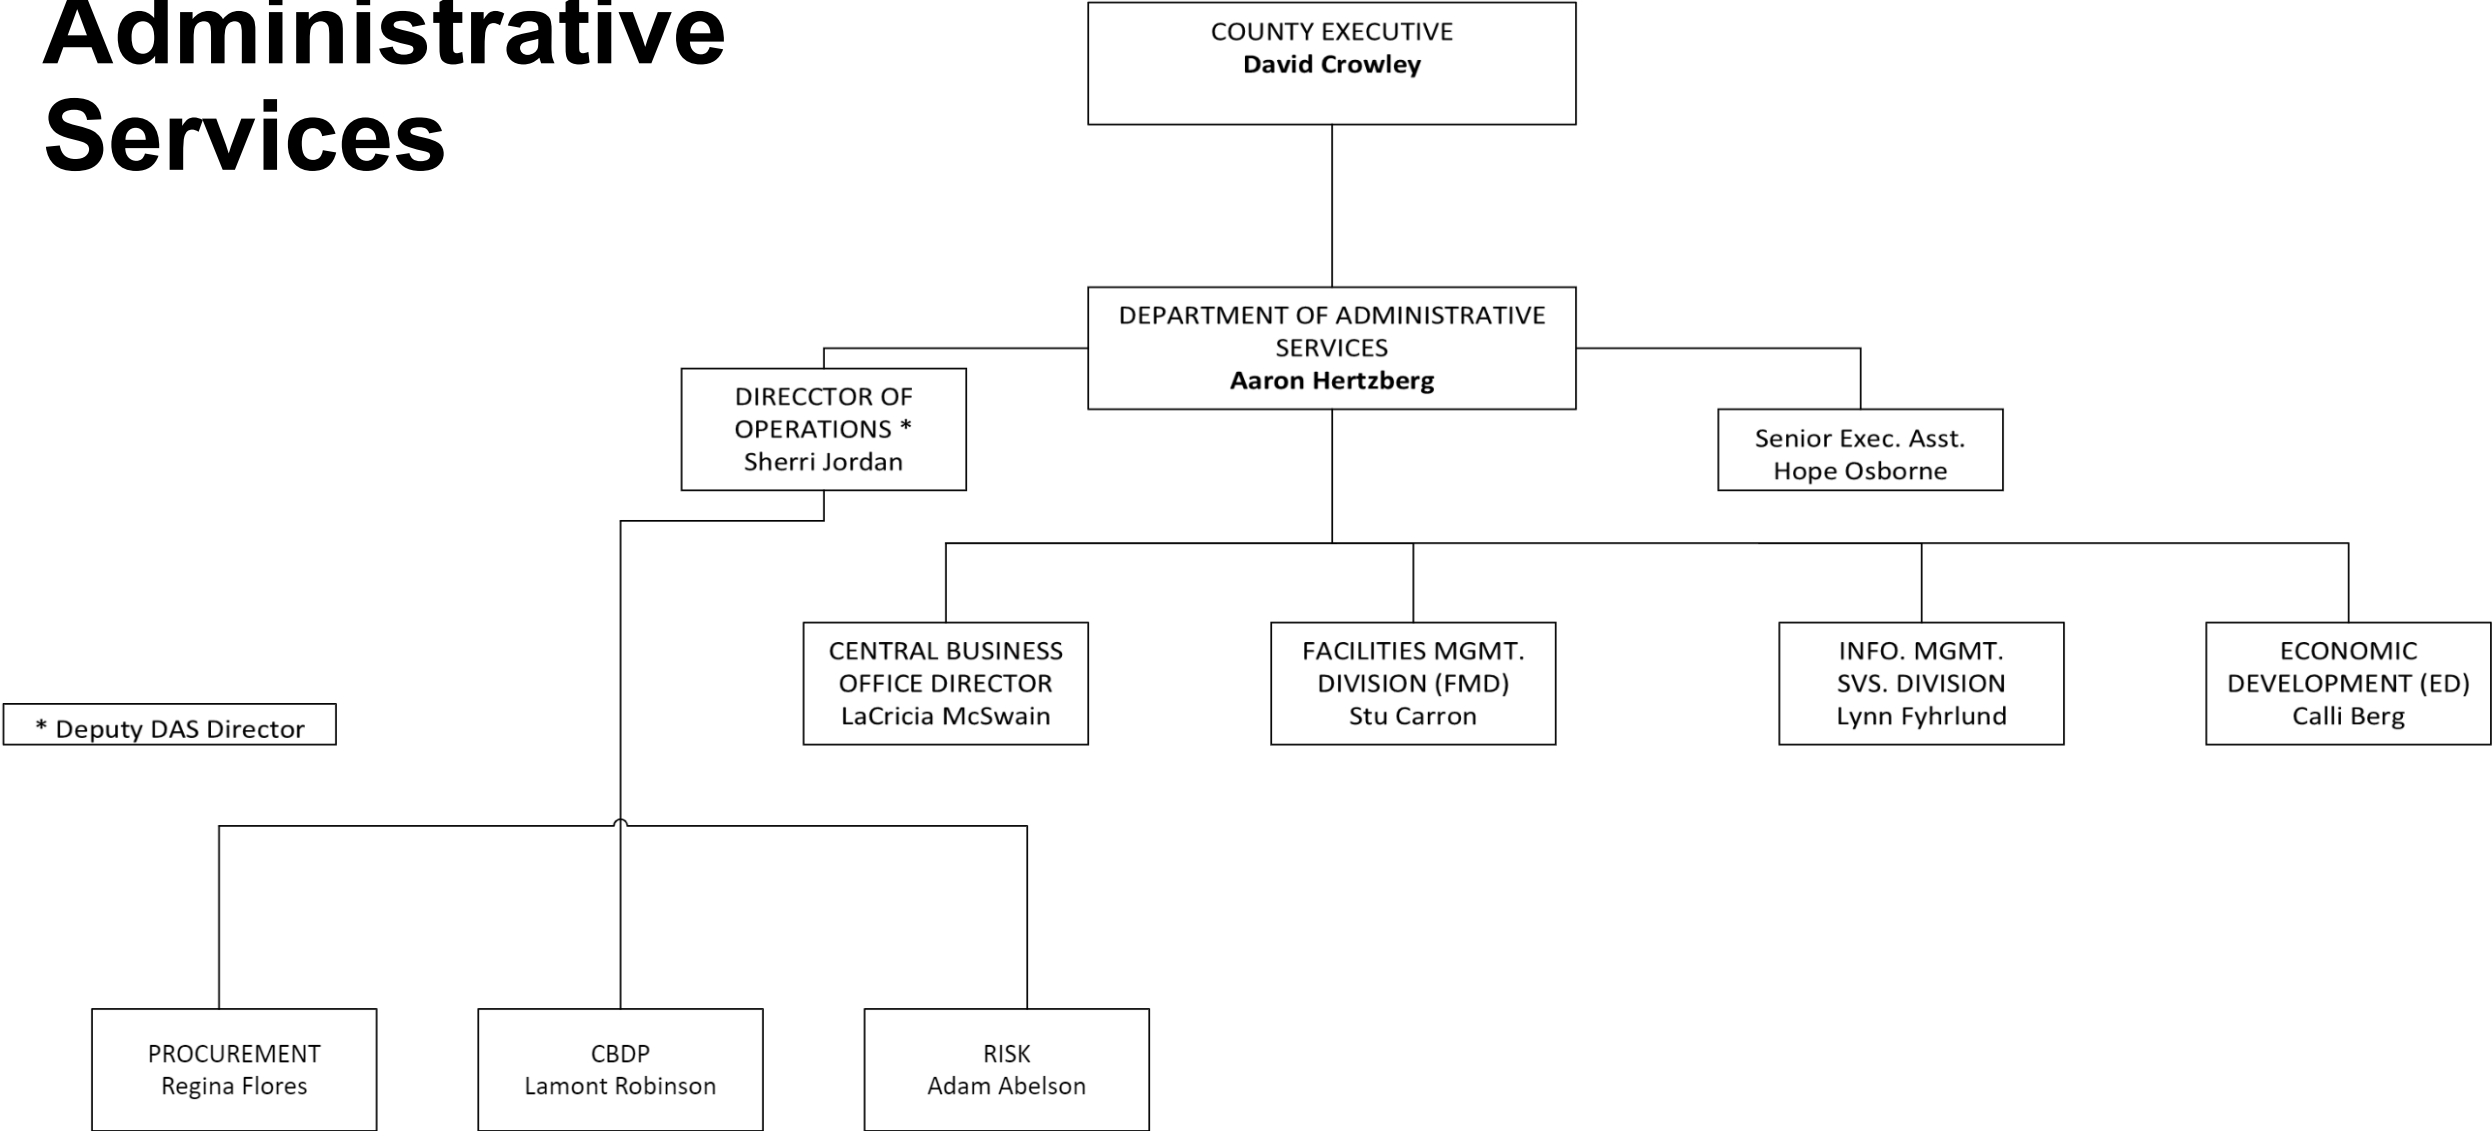 Administrative
Services
COUNTY EXECUTIVE
David Crowley
DEPARTMENT OF ADMINISTRATIVE
SERVICES
Aaron Hertzberg
DIRECCTOR OF
OPERATIONS *
Sherri Jordan
Senior Exec. Asst.
Hope Osborne
CENTRAL BUSINESS
OFFICE DIRECTOR
LaCricia McSwain
FACILITIES MGMT.
DIVISION (FMD)
Stu Carron
INFO. MGMT.
SVS. DIVISION
Lynn Fyhrlund
ECONOMIC
DEVELOPMENT (ED)
Calli Berg
* Deputy DAS Director
PROCUREMENT
Regina Flores
CBDP
Lamont Robinson
RISK
Adam Abelson